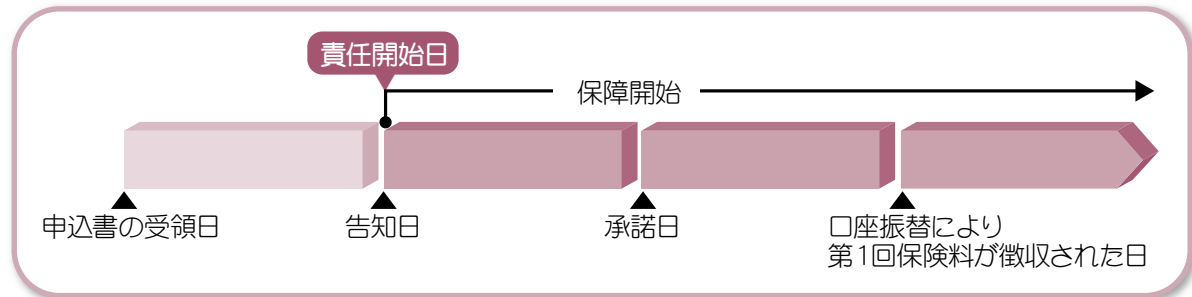 責任開始日
保障開始
申込書の受領日
告知日
承諾日
口座振替により
第1回保険料が徴収された日